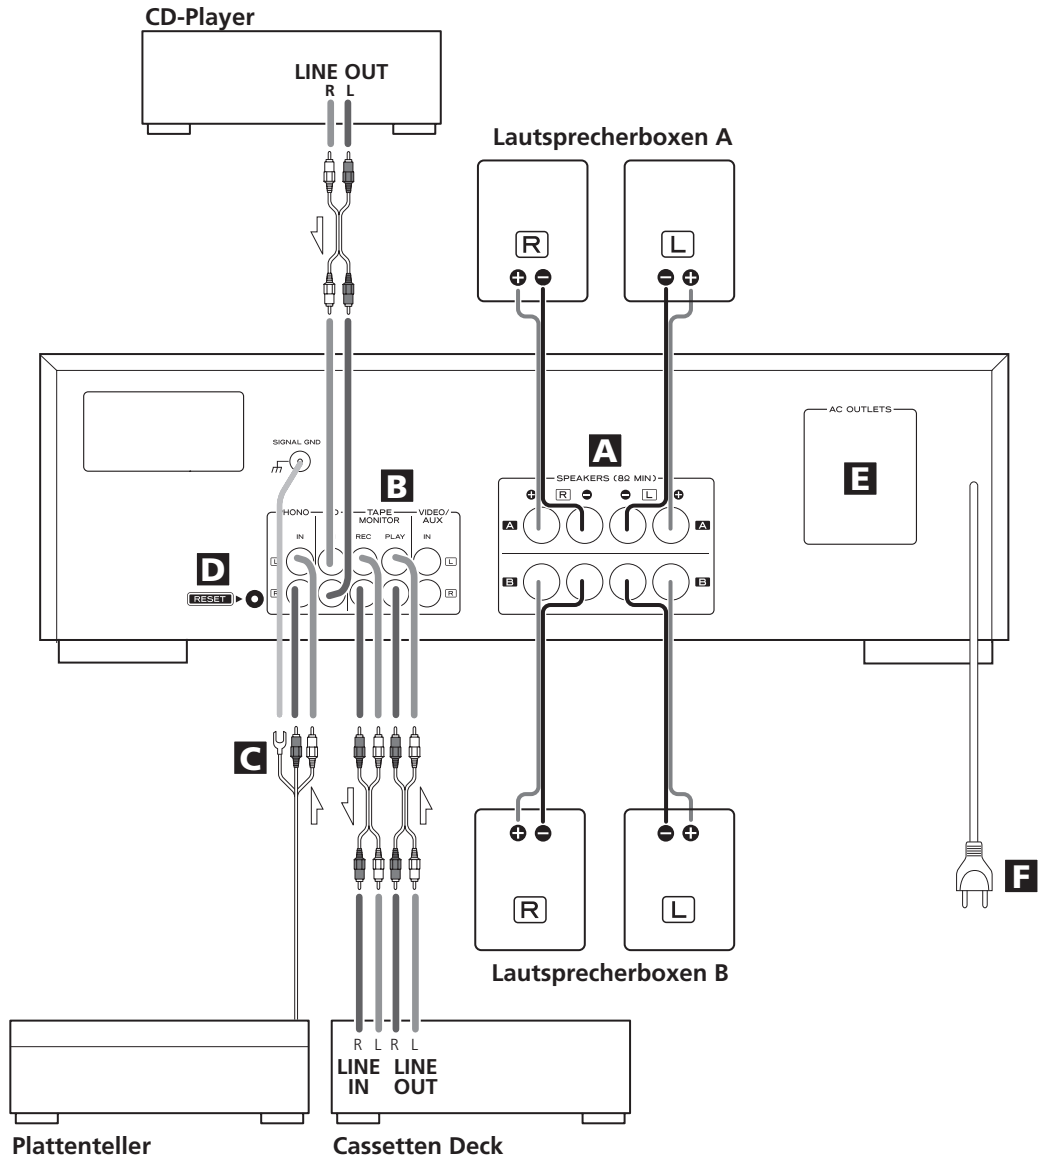 CD-Player
LINE OUT
R L
Lautsprecherboxen A
R
L
AC OUTLETS
E
SIGNAL GND
A
SPEAKERS (8Ω MIN)
R
L
B
PHONO
TAPE MONITOR
VIDEO/AUX
IN
REC
PLAY
IN
A
A
L
L
D
RESET
R
R
B
B
C
F
R
L
Lautsprecherboxen B
R L R L
LINE IN
LINE OUT
Plattenteller
Cassetten Deck